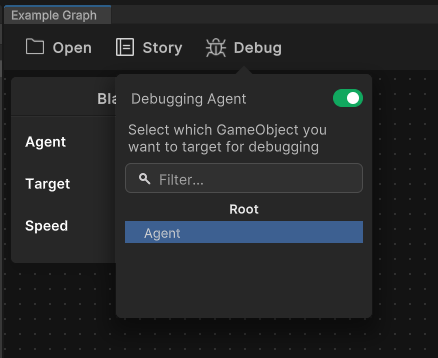 Example Graph
Open Story Debug
Bla
Debugging Agent
Select which GameObject you
want to target for debugging
Filter...
Root
Agent
Agent
Target
Speed